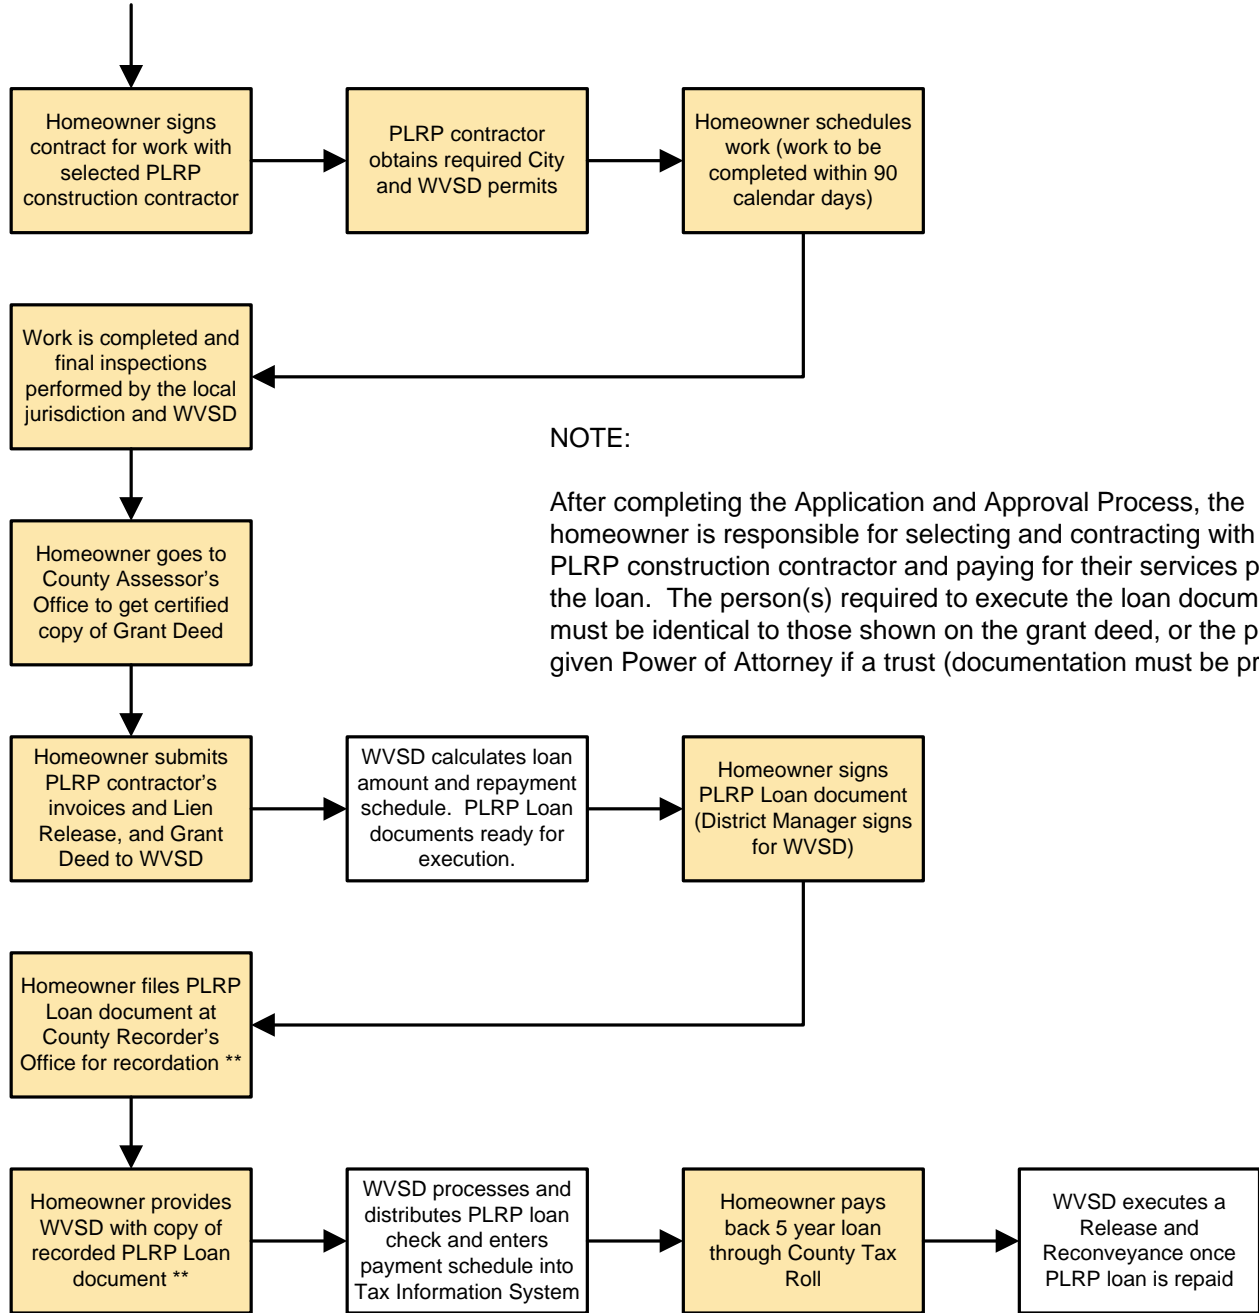 Homeowner signs
contract for work with
selected PLRP
construction contractor
PLRP contractor
obtains required City
and WVSD permits
Homeowner schedules
work (work to be
completed within 90
calendar days)
Work is completed and
final inspections
performed by the local
jurisdiction and WVSD
NOTE:
After completing the Application and Approval Process, the
homeowner is responsible for selecting and contracting with
PLRP construction contractor and paying for their services
the loan.  The person(s) required to execute the loan
must be identical to those shown on the grant deed, or the
given Power of Attorney if a trust (documentation must be
Homeowner goes to
County Assessor's
Office to get certified
copy of Grant Deed
Homeowner submits
PLRP contractor's
invoices and Lien
Release, and Grant
Deed to WVSD
WVSD calculates loan
amount and repayment
schedule.  PLRP Loan
documents ready for
execution.
Homeowner signs
PLRP Loan document
(District Manager signs
for WVSD)
Homeowner files PLRP
Loan document at
County Recorder's
Office for recordation **
Homeowner provides
WVSD with copy of
recorded PLRP Loan
document **
WVSD processes and
distributes PLRP loan
check and enters
payment schedule into
Tax Information System
Homeowner pays
back 5 year loan
through County Tax
Roll
WVSD executes a
Release and
Reconveyance once
PLRP loan is repaid